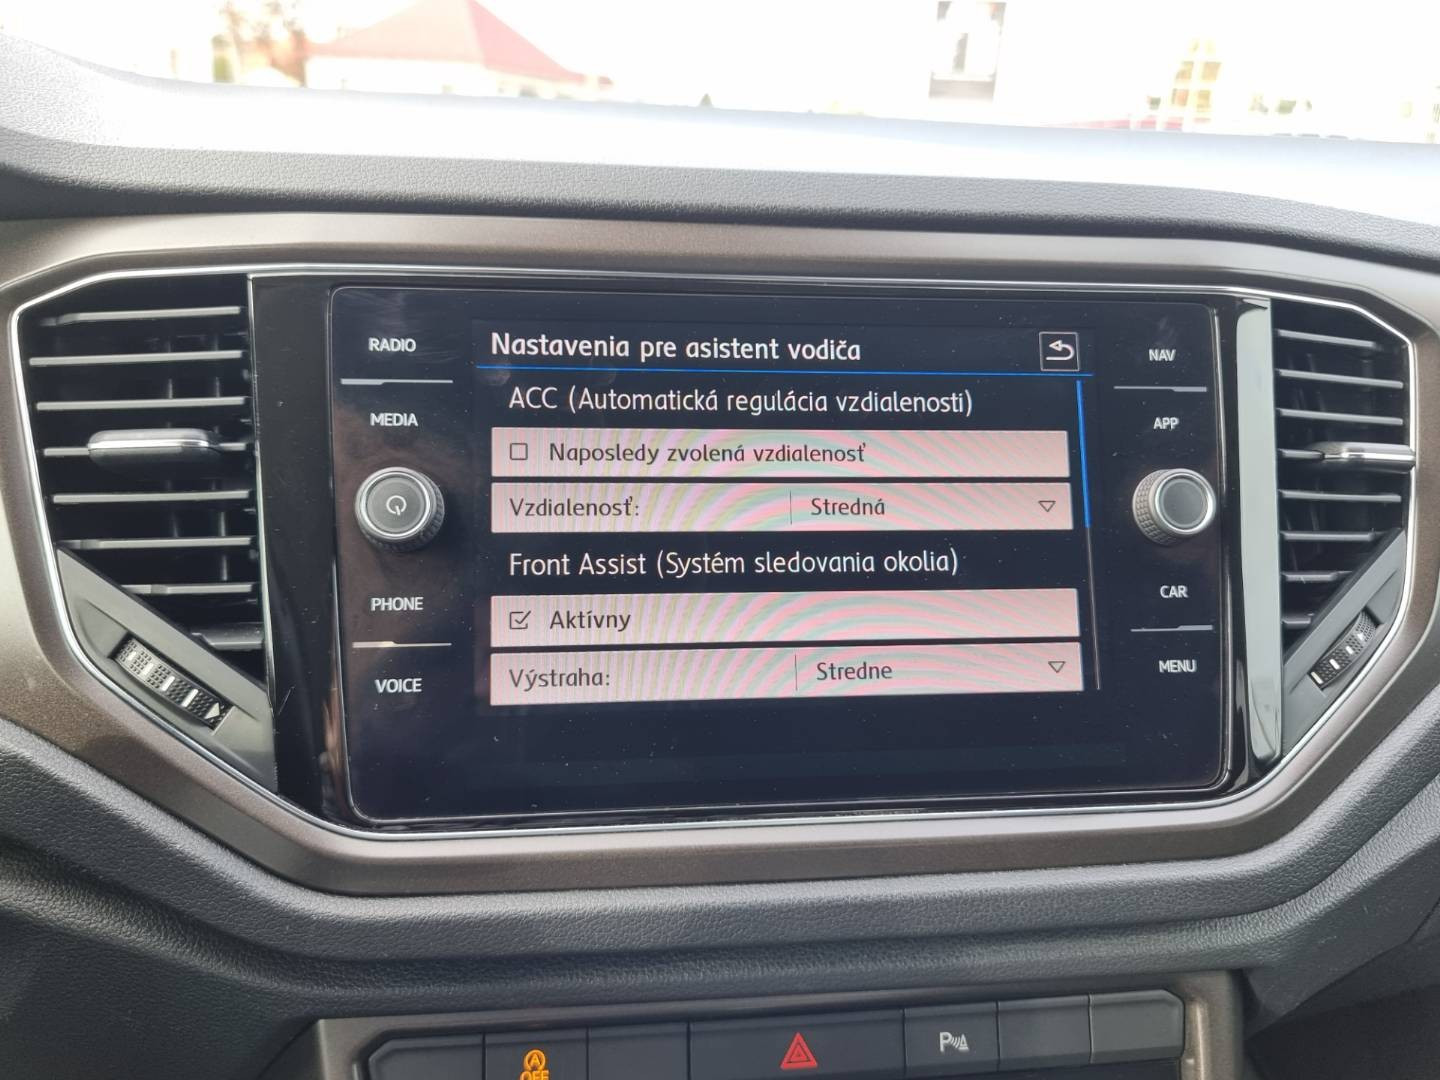 RADIO
MEDIA
PHONE
VOICE
Nastavenia pre asistent vodiča
ACC (Automatická regulácia vzdialenosti)
Naposledy zvolená vzdialenosť
Vzdialenosť: Stredná
Front Assist (Systém sledovania okolia)
Aktívny
Výstraha: Stredne
NAV
APP
CAR
MENU
A
OFF
P